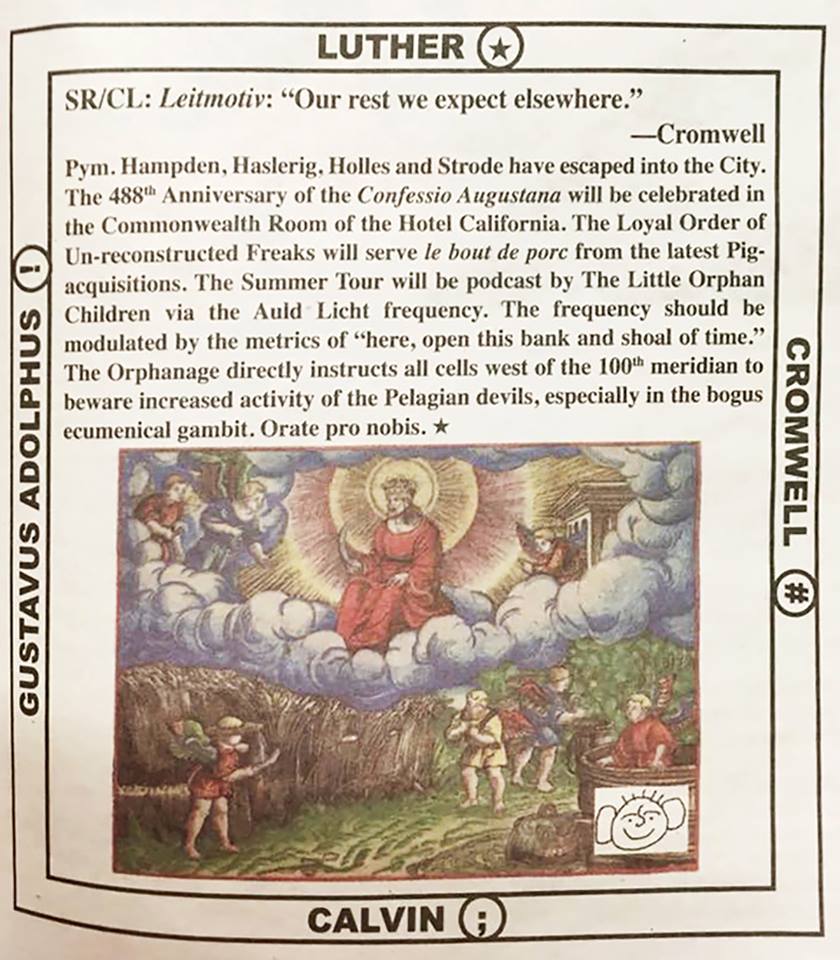 LUTHER ★
SR/CL: Leitmotiv: “Our rest we expect elsewhere.”
—Cromwell
Pym. Hampden, Haslerig, Holles and Strode have escaped into the City.
The 488th Anniversary of the Confessio Augustana will be celebrated in
the Commonwealth Room of the Hotel California. The Loyal Order of
Un-reconstructed Freaks will serve le bout de porc from the latest Pig-
acquisitions. The Summer Tour will be podcast by The Little Orphan
Children via the Auld Licht frequency. The frequency should be
modulated by the metrics of “here, open this bank and shoal of time.”
The Orphanage directly instructs all cells west of the 100th meridian to
beware increased activity of the Pelagian devils, especially in the bogus
ecumenical gambit. Orate pro nobis. ★
GUSTAVUS ADOLPHUS !
CROMWELL #
CALVIN ;